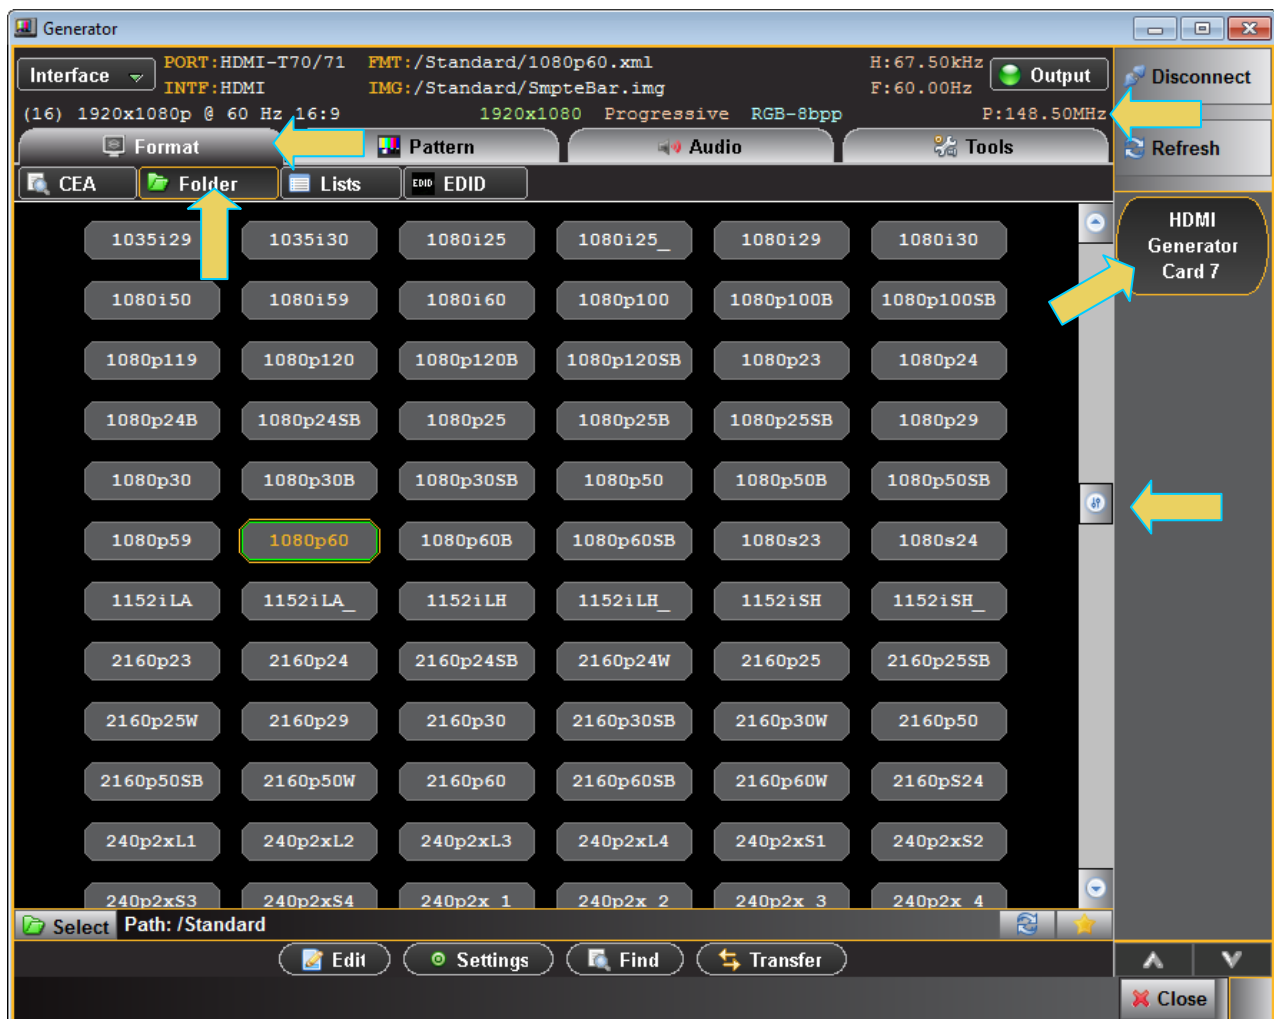 Generator
Interface PORT:HDMI-T70/71 FMT:/Standard/1080p60.xml H:67.50kHz Output Disconnect
INTF:HDMI IMG:/Standard/SmpteBar.img F:60.00Hz
(16) 1920x1080p @ 60 Hz 16:9 1920x1080 Progressive RGB-8bpp P:148.50MHz
Format Pattern Audio Tools Refresh
CEA Folder Lists EDID EDID
HDMI
Generator
Card 7
1035i29 1035i30 1080i25 1080i25_ 1080i29 1080i30
1080i50 1080i59 1080i60 1080p100 1080p100B 1080p100SB
1080p119 1080p120 1080p120B 1080p120SB 1080p23 1080p24
1080p24B 1080p24SB 1080p25 1080p25B 1080p25SB 1080p29
1080p30 1080p30B 1080p30SB 1080p50 1080p50B 1080p50SB
1080p59 1080p60 1080p60B 1080p60SB 1080s23 1080s24
1152iLA 1152iLA_ 1152iLH 1152iLH_ 1152iSH 1152iSH_
2160p23 2160p24 2160p24SB 2160p24W 2160p25 2160p25SB
2160p25W 2160p29 2160p30 2160p30SB 2160p30W 2160p50
2160p50SB 2160p50W 2160p60 2160p60SB 2160p60W 2160pS24
240p2xL1 240p2xL2 240p2xL3 240p2xL4 240p2xS1 240p2xS2
240p2xS3 240p2xS4 240p2x_1 240p2x_2 240p2x_3 240p2x_4
Select Path: /Standard
Edit Settings Find Transfer
Close